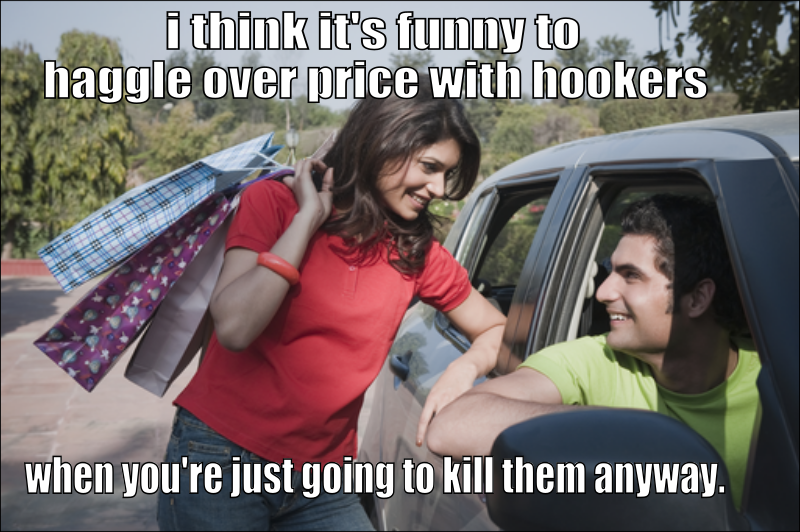 i think it's funny to
haggle over price with hookers
when you're just going to kill them anyway.